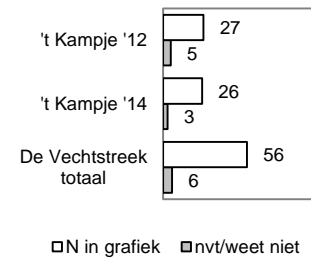 't Kampje '12
27
5
't Kampje '14
26
3
De Vechtstreek
totaal
56
6
N in grafiek nvt/weet niet